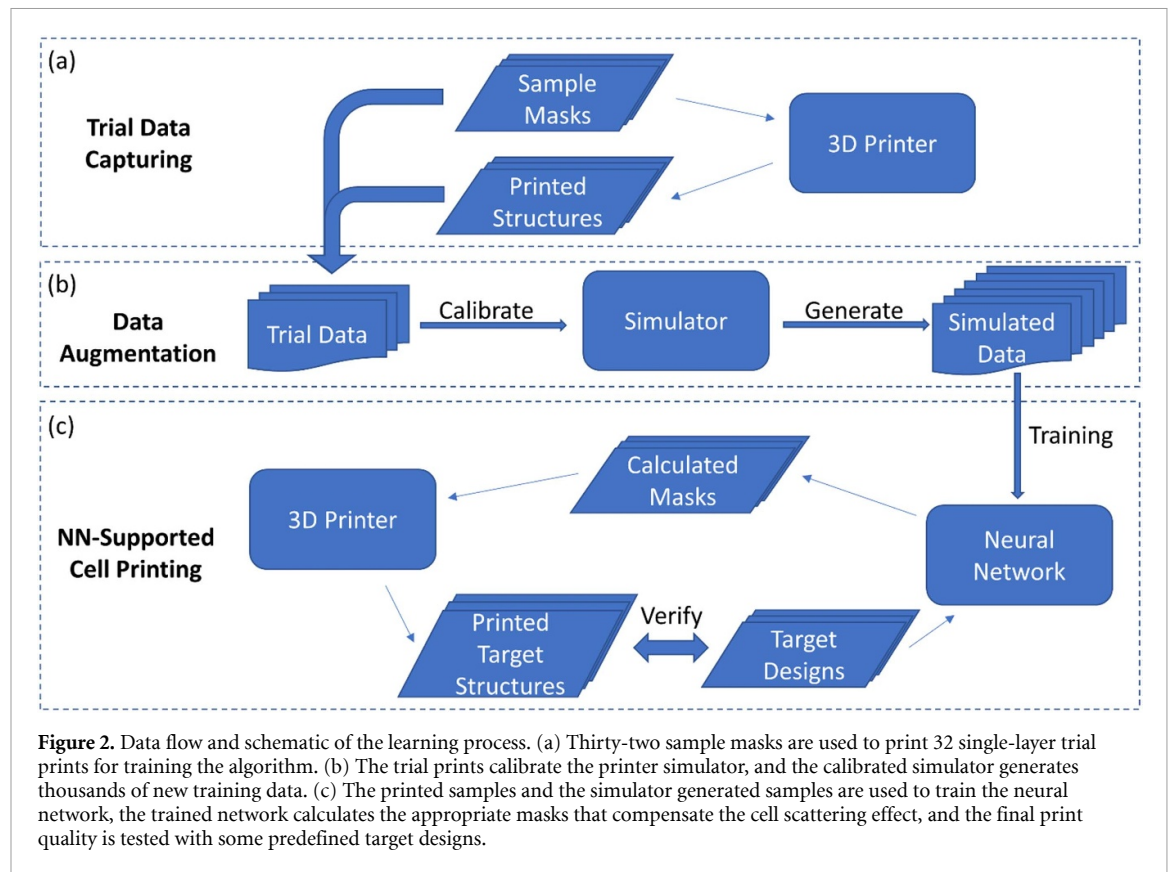 (a)
Trial Data
Capturing
Sample
Masks
3D Printer
Printed
Structures
(b)
Data
Augmentation
Trial Data
Calibrate
Simulator
Generate
Simulated
Data
(c)
Training
NN-Supported
Cell Printing
3D Printer
Calculated
Masks
Neural
Network
Printed
Target
Structures
Verify
Target
Designs
Figure 2. Data flow and schematic of the learning process. (a) Thirty-two sample masks are used to print 32 single-layer trial
prints for training the algorithm. (b) The trial prints calibrate the printer simulator, and the calibrated simulator generates
thousands of new training data. (c) The printed samples and the simulator generated samples are used to train the neural
network, the trained network calculates the appropriate masks that compensate the cell scattering effect, and the final print
quality is tested with some predefined target designs.